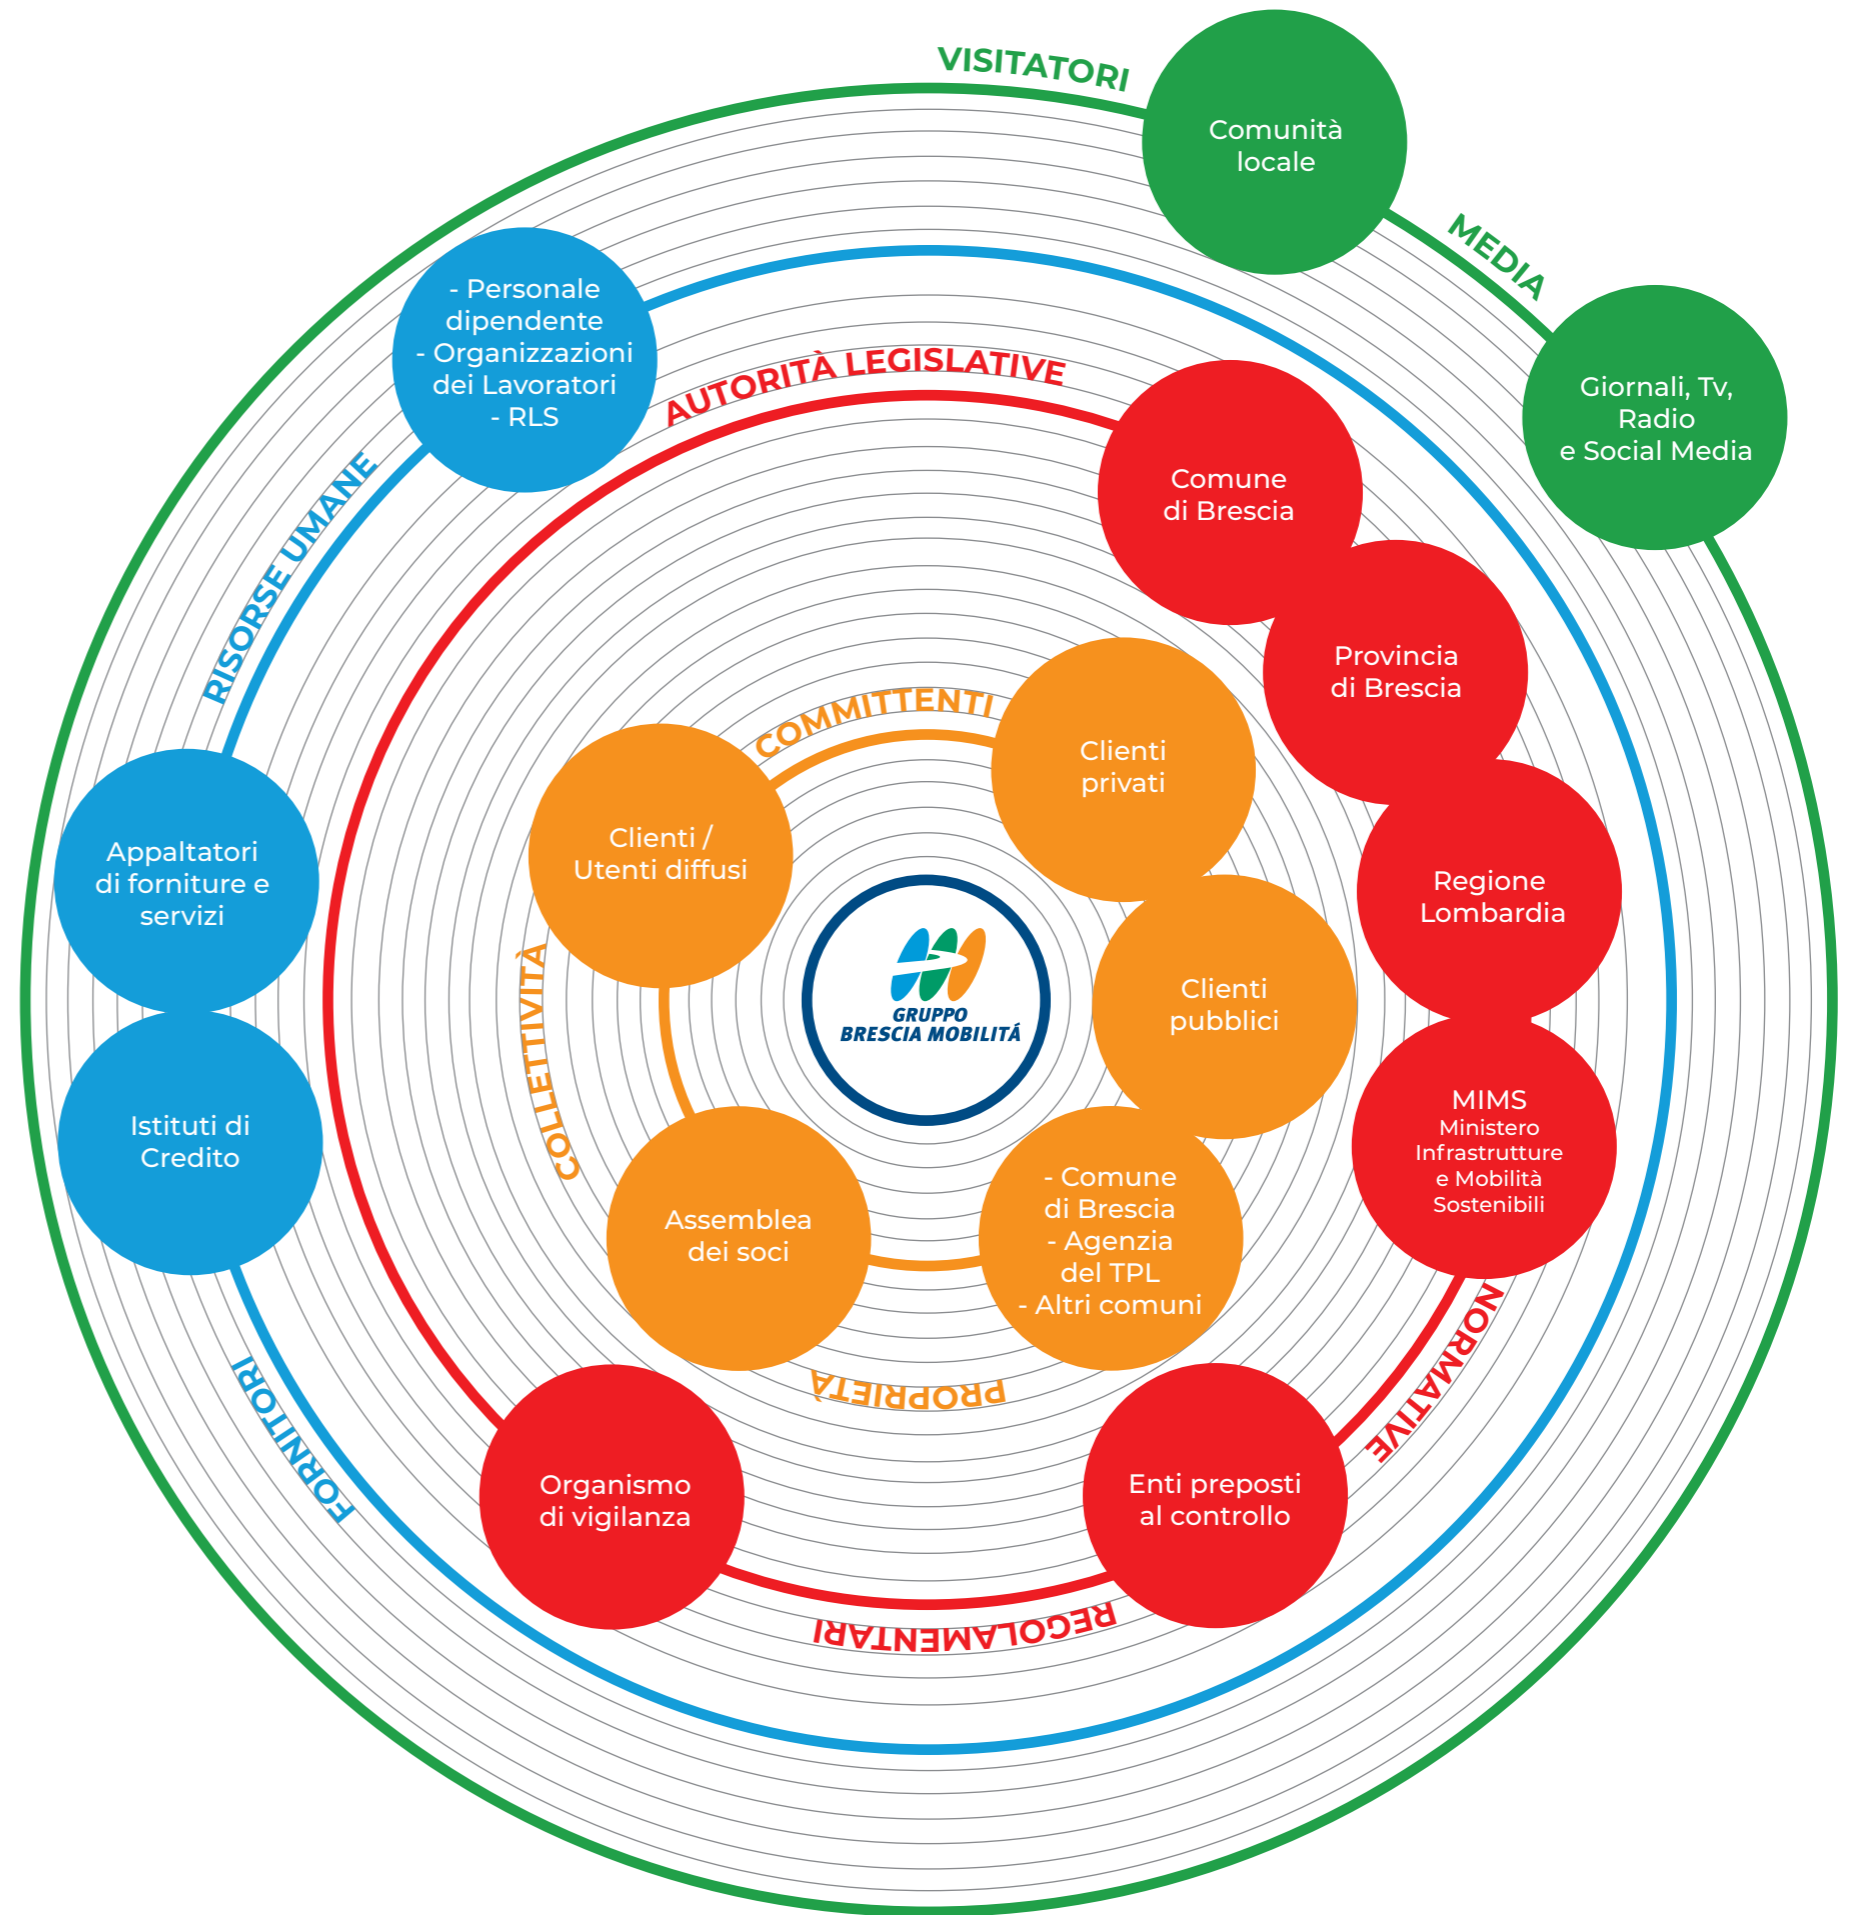 VISITATORI
Comunità
locale
MEDIA
Giornali, Tv,
Radio
e Social Media
- Personale
dipendente
- Organizzazioni
dei Lavoratori
- RLS
RISORSE UMANE
Appaltatori
di forniture e
servizi
Istituti di
Credito
FORNITORI
AUTORITÀ LEGISLATIVE
Comune
di Brescia
Provincia
di Brescia
Regione
Lombardia
MIMS
Ministero
Infrastrutture
e Mobilità
Sostenibili
NORMATIVE
Enti preposti
al controllo
REGOLAMENTARI
Organismo
di vigilanza
COMMITTENTI
Clienti
privati
Clienti
pubblici
- Comune
di Brescia
- Agenzia
del TPL
- Altri comuni
PROPRIETÀ
Assemblea
dei soci
COLLETTIVITÀ
Clienti /
Utenti diffusi
GRUPPO
BRESCIA MOBILITÁ